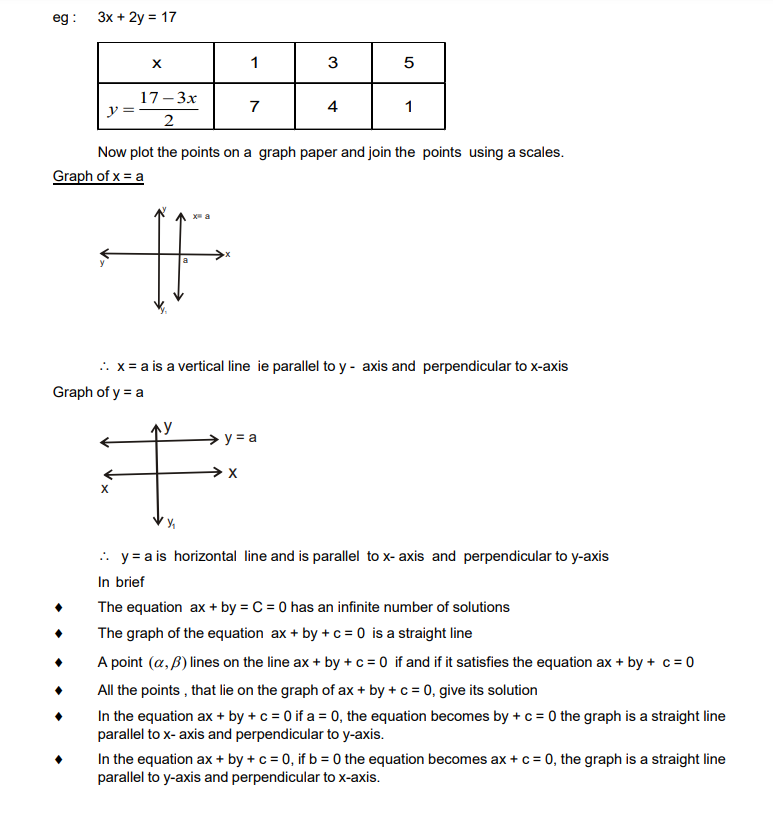 eg : 3x + 2y = 17
x 1 3 5
y = (17 – 3x)/2 7 4 1
Now plot the points on a graph paper and join the points using a scales.
Graph of x = a
y
x= a
x
y
a
y₁
∴ x = a is a vertical line ie parallel to y - axis and perpendicular to x-axis
Graph of y = a
y
y = a
x
x
y₁
∴ y = a is horizontal line and is parallel to x- axis and perpendicular to y-axis
In brief
♦ The equation ax + by = C = 0 has an infinite number of solutions
♦ The graph of the equation ax + by + c = 0 is a straight line
♦ A point (α, β) lines on the line ax + by + c = 0 if and if it satisfies the equation ax + by + c = 0
♦ All the points , that lie on the graph of ax + by + c = 0, give its solution
♦ In the equation ax + by + c = 0 if a = 0, the equation becomes by + c = 0 the graph is a straight line
parallel to x- axis and perpendicular to y-axis.
♦ In the equation ax + by + c = 0, if b = 0 the equation becomes ax + c = 0, the graph is a straight line
parallel to y-axis and perpendicular to x-axis.